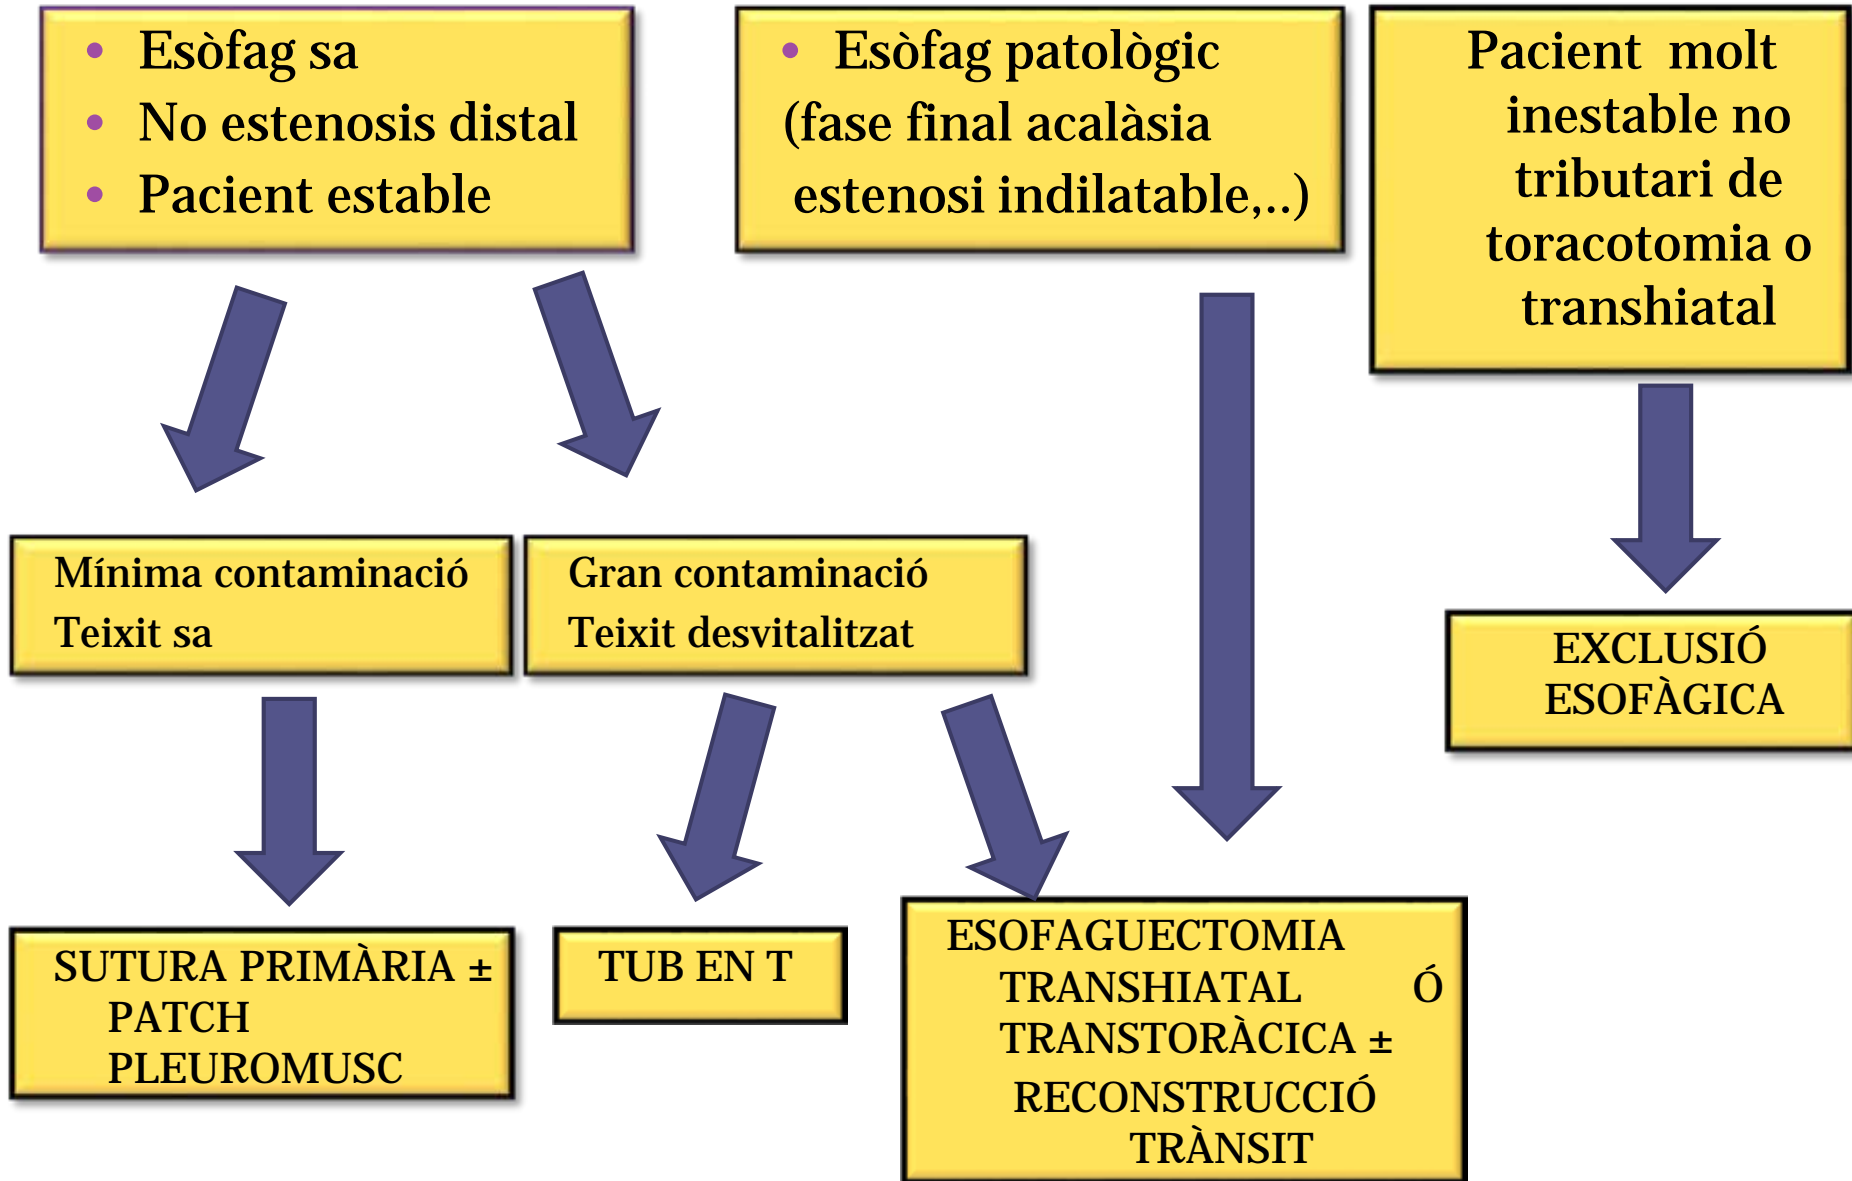 • Esòfag sa
• No estenosis distal
• Pacient estable
• Esòfag patològic
(fase final acalàsia
estenosi indilatable,..)
Pacient molt
inestable no
tributari de
toracotomia o
transhiatal
Mínima contaminació
Teixit sa
Gran contaminació
Teixit desvitalitzat
EXCLUSIÓ
ESOFÀGICA
SUTURA PRIMÀRIA ±
PATCH
PLEUROMUSC
TUB EN T
ESOFAGUECTOMIA
TRANSHIATAL Ó
TRANSTORÀCICA ±
RECONSTRUCCIÓ
TRÀNSIT